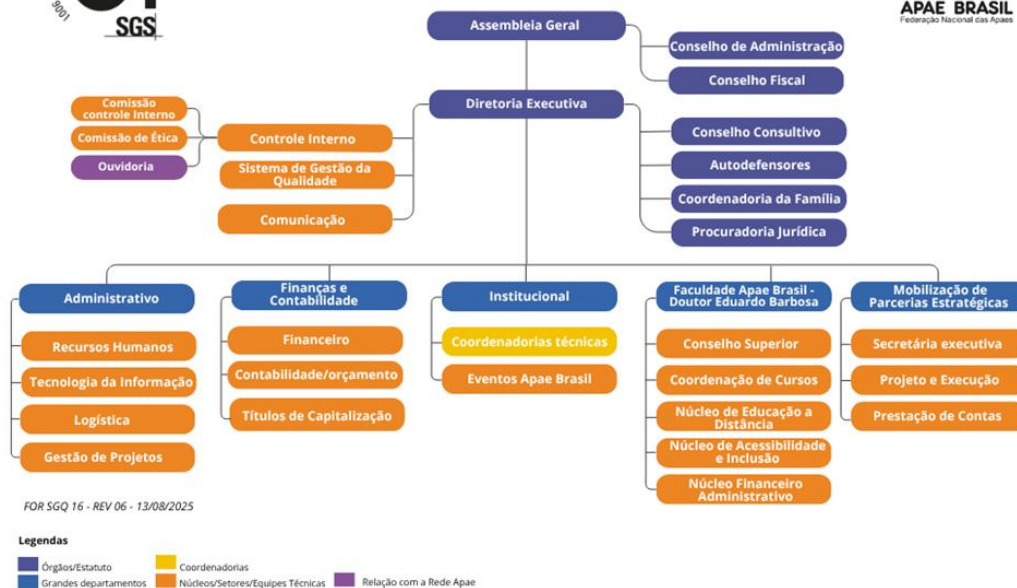 9001
SGS
APAE BRASIL
Federação Nacional das Apaes
Assembleia Geral
Conselho de Administração
Conselho Fiscal
Diretoria Executiva
Comissão
controle Interno
Comissão de Ética
Ouvidoria
Controle Interno
Sistema de Gestão da
Qualidade
Comunicação
Conselho Consultivo
Autodefensores
Coordenadoria da Família
Procuradoria Jurídica
Administrativo
Recursos Humanos
Tecnologia da Informação
Logística
Gestão de Projetos
Finanças e
Contabilidade
Financeiro
Contabilidade/orçamento
Títulos de Capitalização
Institucional
Coordenadorias técnicas
Eventos Apae Brasil
Faculdade Apae Brasil -
Doutor Eduardo Barbosa
Conselho Superior
Coordenação de Cursos
Núcleo de Educação a
Distância
Núcleo de Acessibilidade
e Inclusão
Núcleo Financeiro
Administrativo
Mobilização de
Parcerias Estratégicas
Secretária executiva
Projeto e Execução
Prestação de Contas
FOR SGQ 16 - REV 06 - 13/08/2025
Legendas
Órgãos/Estatuto
Coordenadorias
Grandes departamentos
Núcleos/Setores/Equipes Técnicas
Relação com a Rede Apae